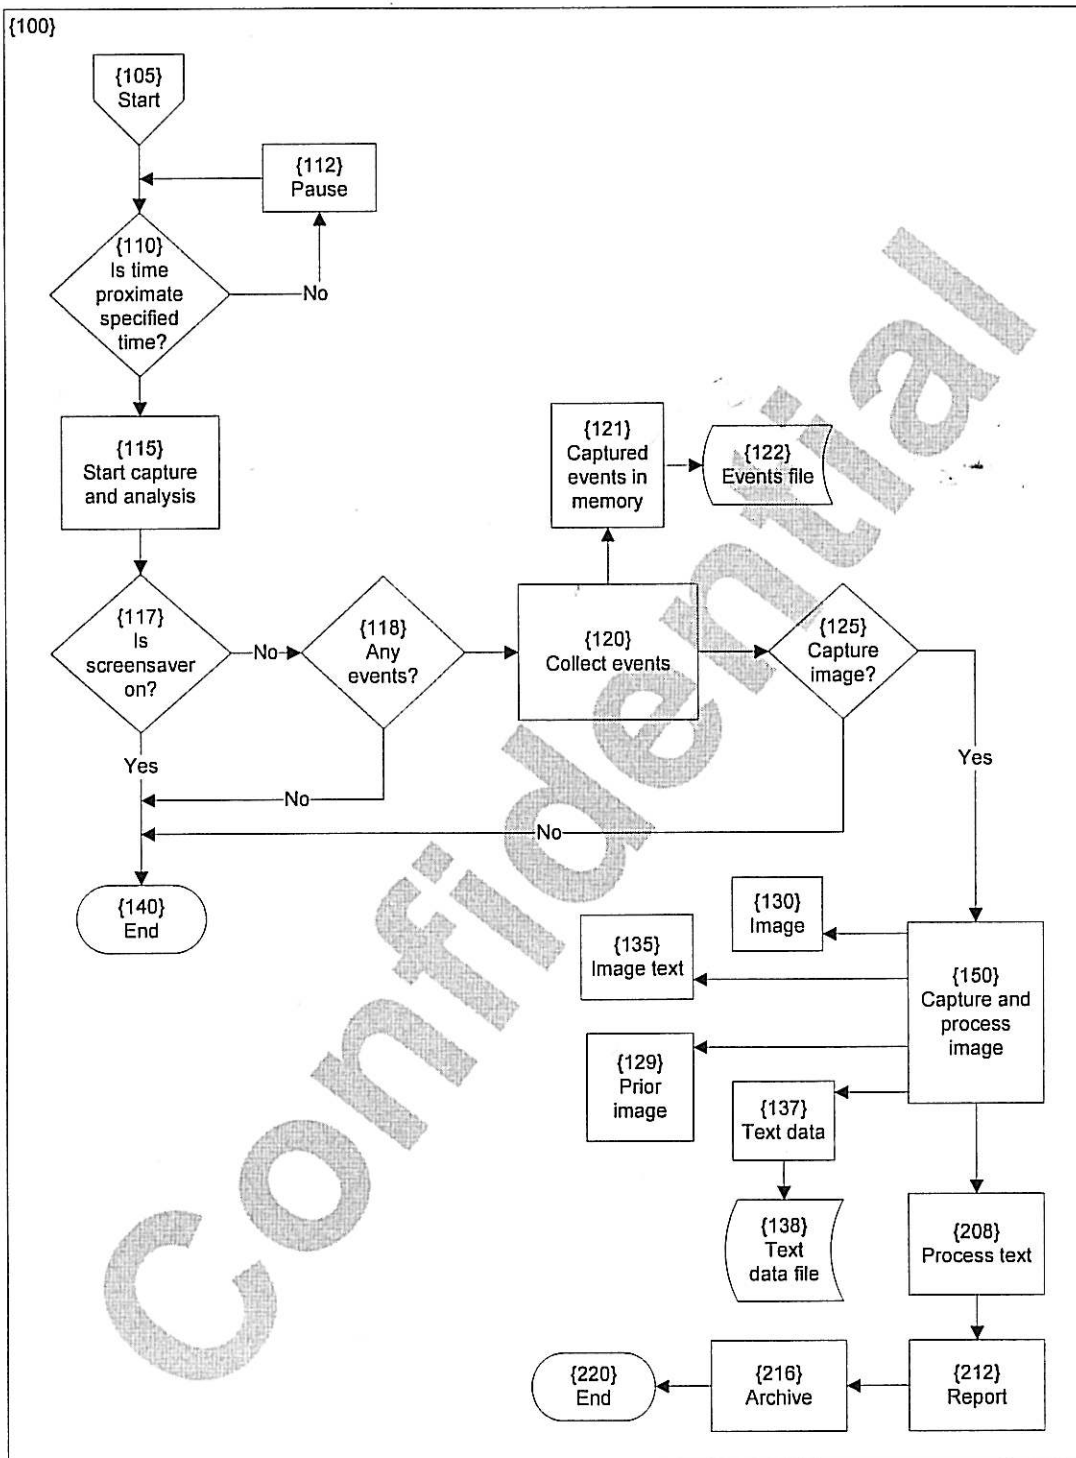 {100}
{105}
Start
{112}
Pause
{110}
Is time
proximate
specified
time?
No
{115}
Start capture
and analysis
{121}
Captured
events in
memory
{122}
Events file
{117}
Is
screensaver
on?
No
{118}
Any
events?
{120}
Collect events
{125}
Capture
image?
Yes
No
No
Yes
{140}
End
{130}
Image
{135}
Image text
{150}
Capture and
process
image
{129}
Prior
image
{137}
Text data
{138}
Text
data file
{208}
Process text
{220}
End
{216}
Archive
{212}
Report
Confidential